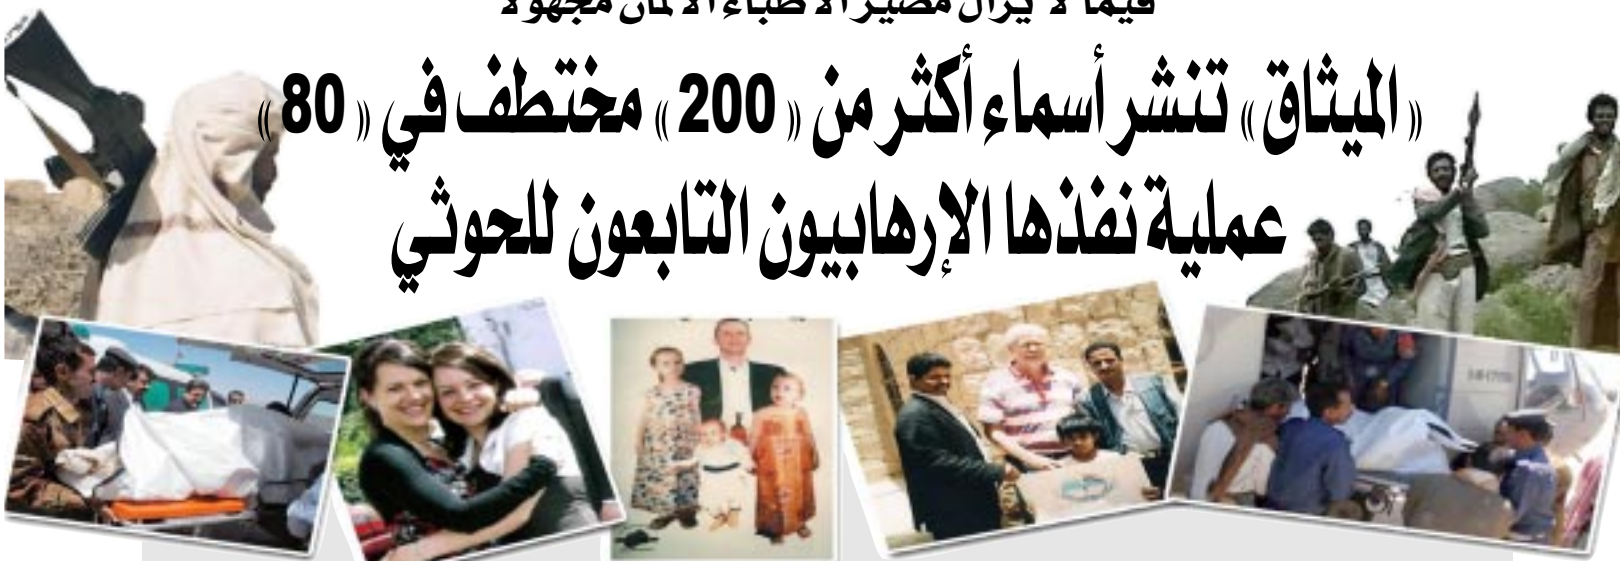 فيما لا يزال مصير الأطباء الألمان مجهولا
«الميثاق» تنشر أسماء أكثر من «200» مختطف في «80»
عملية نفذها الإرهابيون التابعون للحوثي